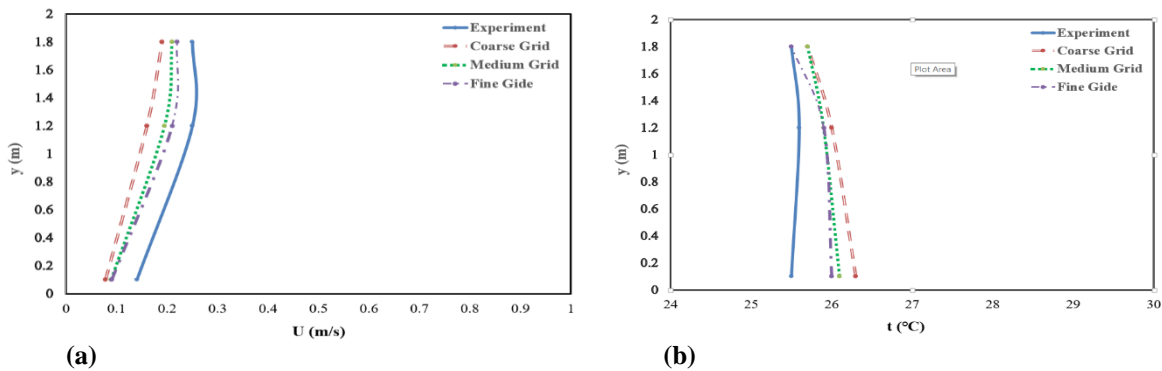 2
1.8
1.6
1.4
1.2
1
0.8
0.6
0.4
0.2
0
y (m)
0 0.1 0.2 0.3 0.4 0.5 0.6 0.7 0.8 0.9 1
U (m/s)
Experiment
Coarse Grid
Medium Grid
Fine Gide
(a)
2
1.8
1.6
1.4
1.2
1
0.8
0.6
0.4
0.2
0
y (m)
24 25 26 27 28 29 30
t (°C)
Experiment
Coarse Grid
Medium Grid
Fine Gide
Plot Area
(b)